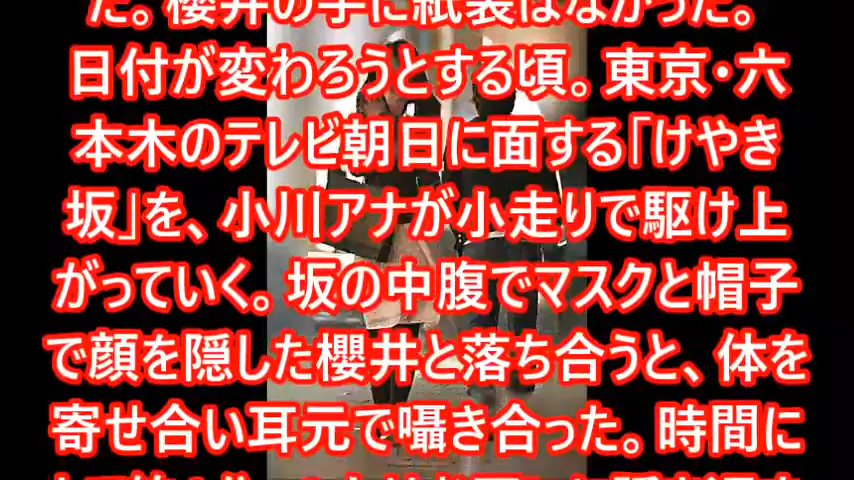 た。櫻井の手に紙袋はなかった。
日付が変わろうとする頃。東京・六
本木のテレビ朝日に面する「けやき
坂」を、小川アナが小走りで駆け上
がっていく。坂の中腹でマスクと帽子
で顔を隠した櫻井と落ち合うと、体を
寄せ合い耳元で囁き合った。時間に